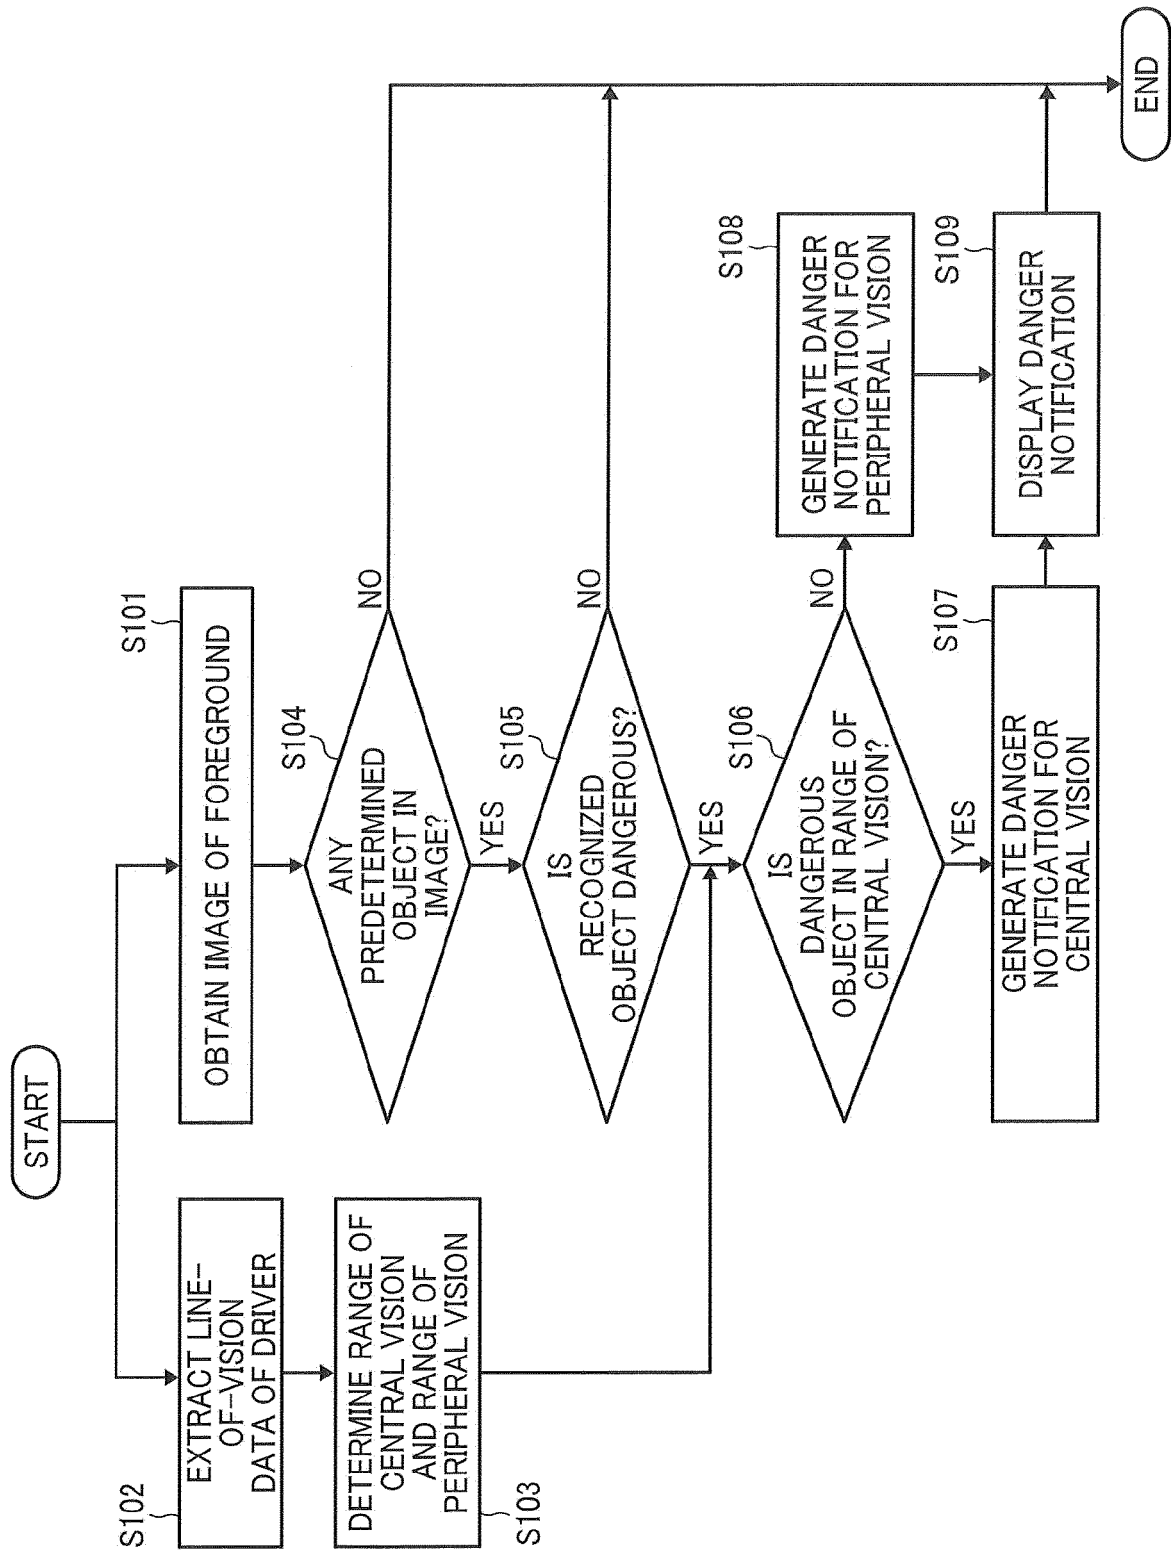 START
S102
EXTRACT LINE-
OF-VISION
DATA OF DRIVER
S103
DETERMINE RANGE OF
CENTRAL VISION
AND RANGE OF
PERIPHERAL VISION
S101
OBTAIN IMAGE OF FOREGROUND
S104
ANY
PREDETERMINED
OBJECT IN
IMAGE?
NO
YES
S105
IS
RECOGNIZED
OBJECT DANGEROUS?
NO
YES
S106
IS
DANGEROUS
OBJECT IN RANGE OF
CENTRAL VISION?
NO
YES
S107
GENERATE DANGER
NOTIFICATION FOR
CENTRAL VISION
S108
GENERATE DANGER
NOTIFICATION FOR
PERIPHERAL VISION
S109
DISPLAY DANGER
NOTIFICATION
END